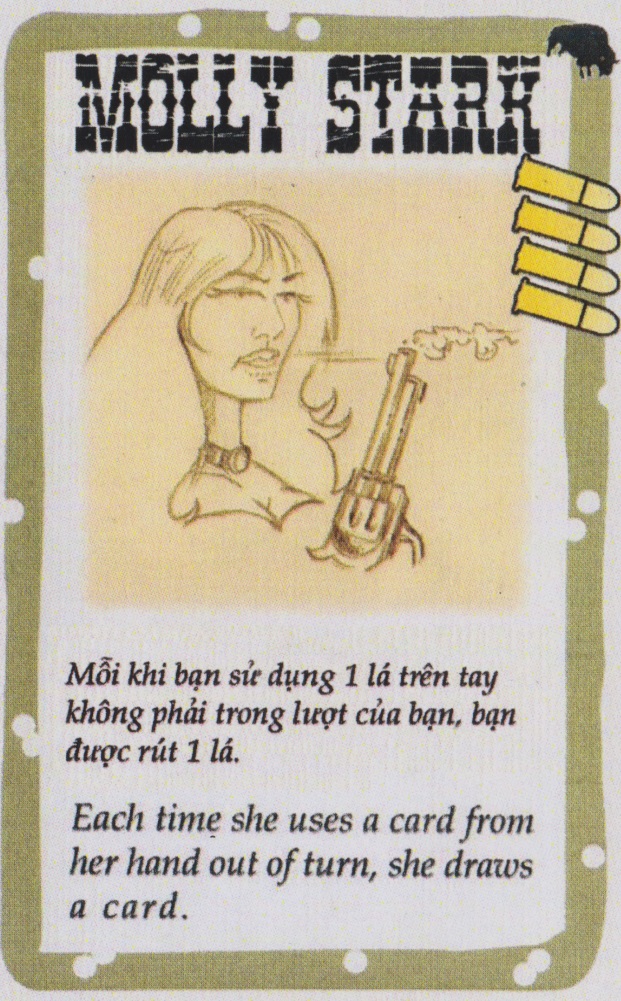 MOLLY STARK
Mỗi khi bạn sử dụng 1 lá trên tay
không phải trong lượt của bạn, bạn
được rút 1 lá.
Each time she uses a card from
her hand out of turn, she draws
a card.